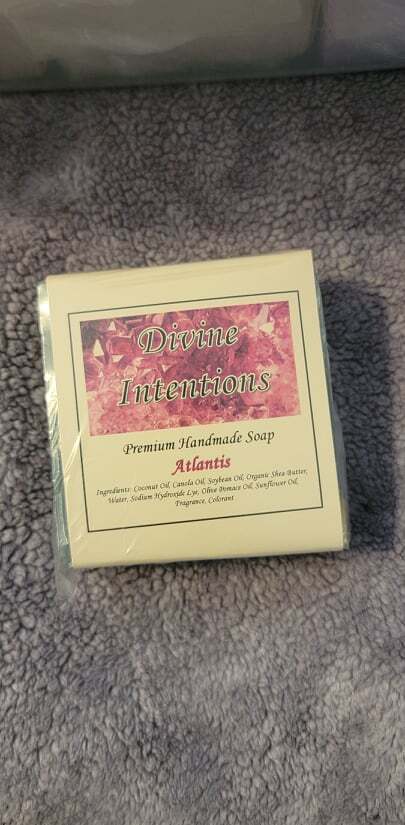 Divine
Intentions
Premium Handmade Soap
Atlantis
Ingredients: Coconut Oil, Canola Oil, Soybean Oil, Organic Shea Butter,
Water, Sodium Hydroxide Lye, Olive Pomace Oil, Sunflower Oil,
Fragrance, Colorant